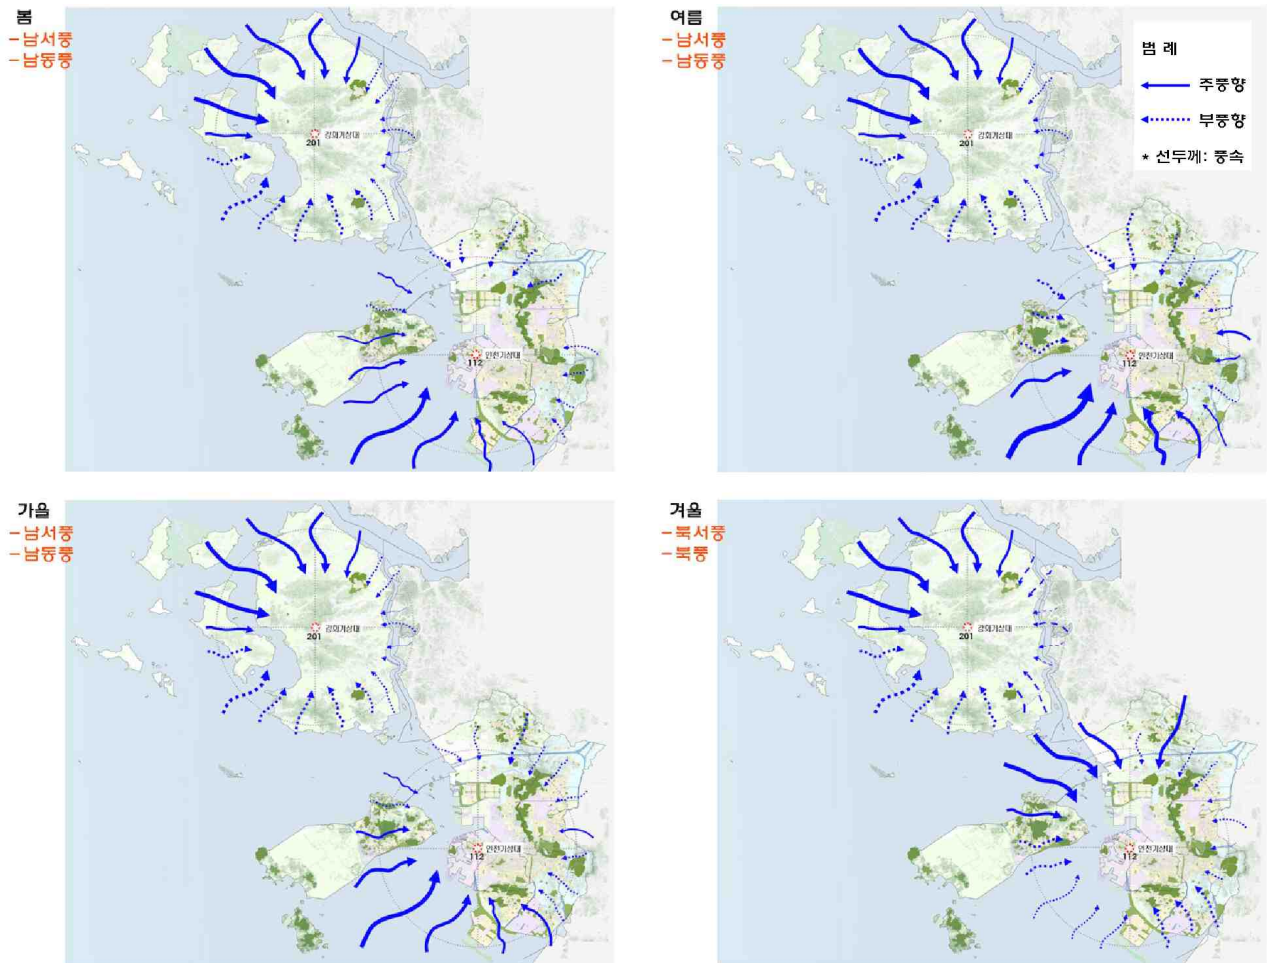 봄
-남서풍
-남동풍
강화기상대
201
인천기상대
112
여름
-남서풍
-남동풍
범 례
주풍향
부풍향
* 선두께: 풍속
강화기상대
201
인천기상대
112
가을
-남서풍
-남동풍
강화기상대
201
인천기상대
112
겨울
-북서풍
-북풍
강화기상대
201
인천기상대
112